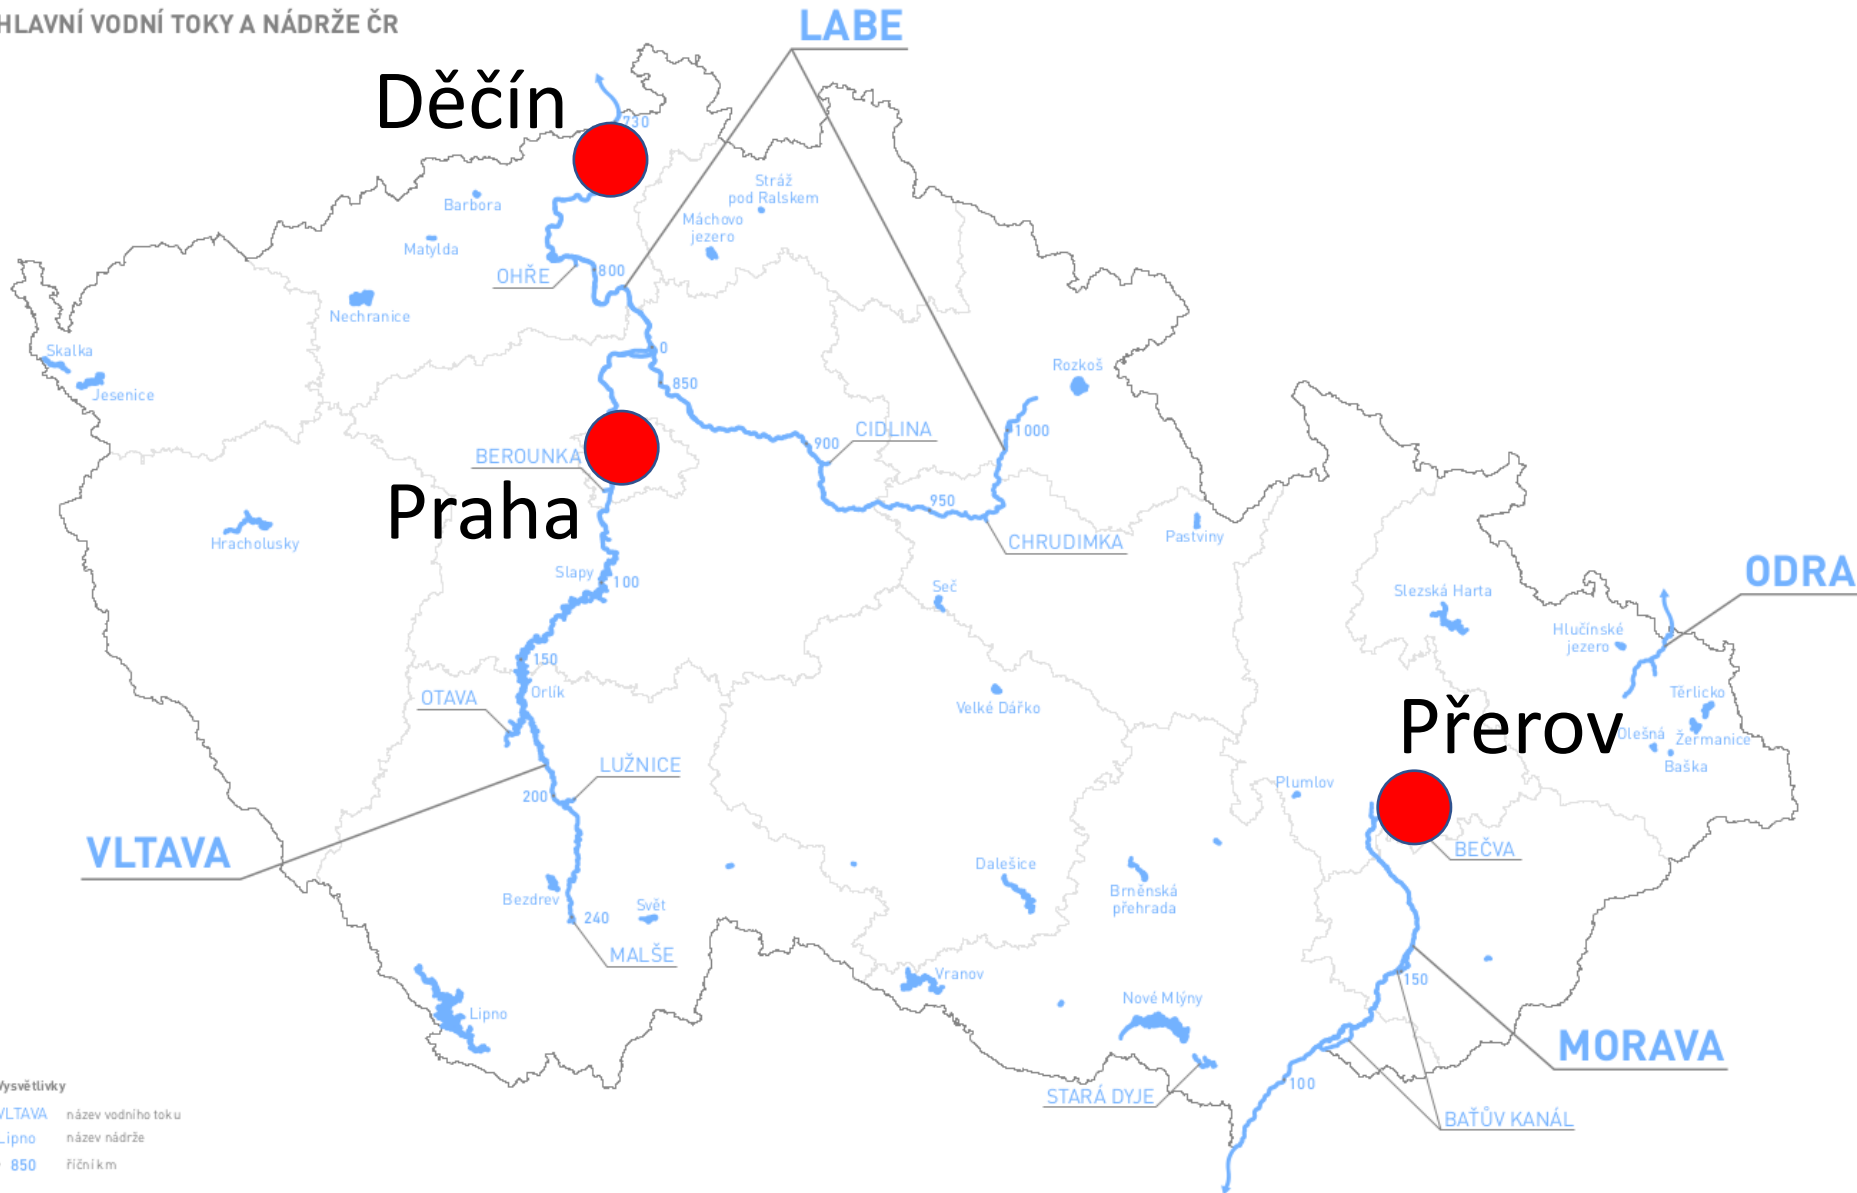 HLAVNÍ VODNÍ TOKY A NÁDRŽE ČR
LABE
Děčín
730
Stráž
pod Ralskem
Barbora
Máchovo
jezero
Matylda
OHŘE
800
Nechranice
Skalka
0
Rozkoš
850
Jesenice
CIDLINA
1000
900
BEROUNKA
Praha
950
Hracholusky
CHRUDIMKA
Pastviny
Slapy
100
Seč
ODRA
Slezská Harta
Hlučínské
jezero
150
Orlík
OTAVA
Velké Dářko
Těrlicko
Přerov
Olešná
Žermanice
Baška
LUŽNICE
200
Plumlov
VLTAVA
BEČVA
Dalešice
Brněnská
přehrada
Bezdrev
Svět
240
MALŠE
Vranov
150
Nové Mlýny
Lipno
MORAVA
100
STARÁ DYJE
BAŤŮV KANÁL
Vysvětlivky
VLTAVA název vodního toku
Lipno název nádrže
850 říční km